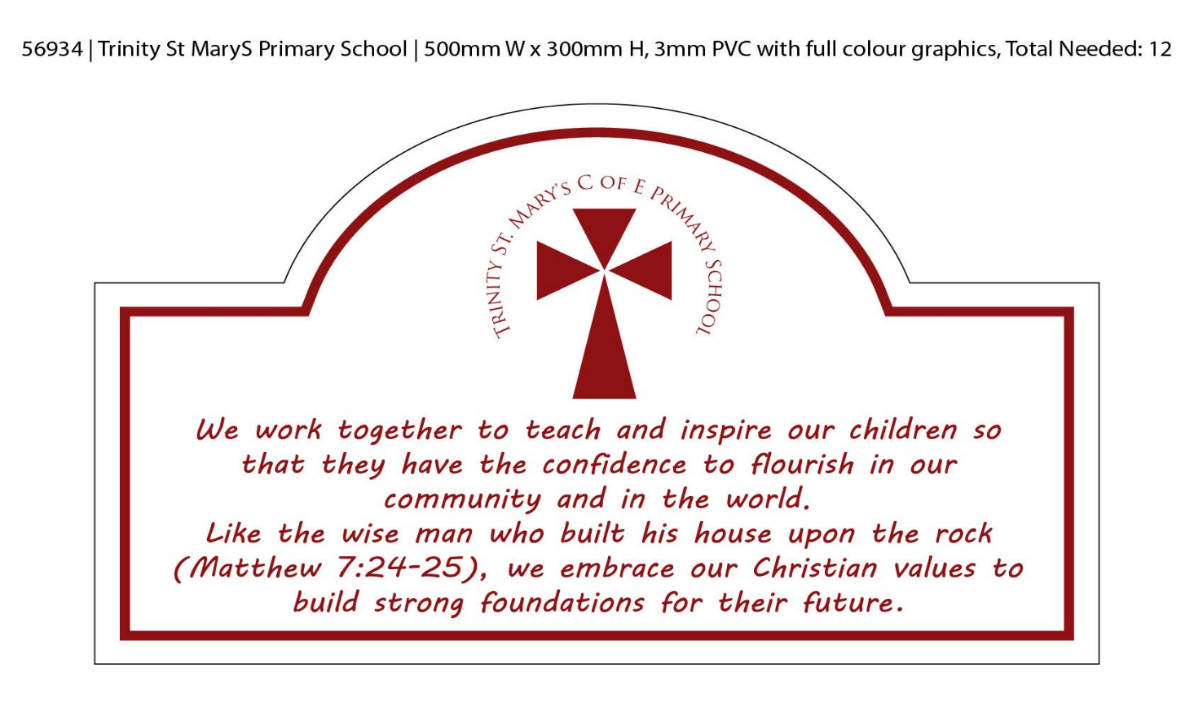 56934 | Trinity St MaryS Primary School | 500mm W x 300mm H, 3mm PVC with full colour graphics, Total Needed: 12
TRINITY ST. MARY'S C OF E PRIMARY SCHOOL
We work together to teach and inspire our children so
that they have the confidence to flourish in our
community and in the world.
Like the wise man who built his house upon the rock
(Matthew 7:24-25), we embrace our Christian values to
build strong foundations for their future.